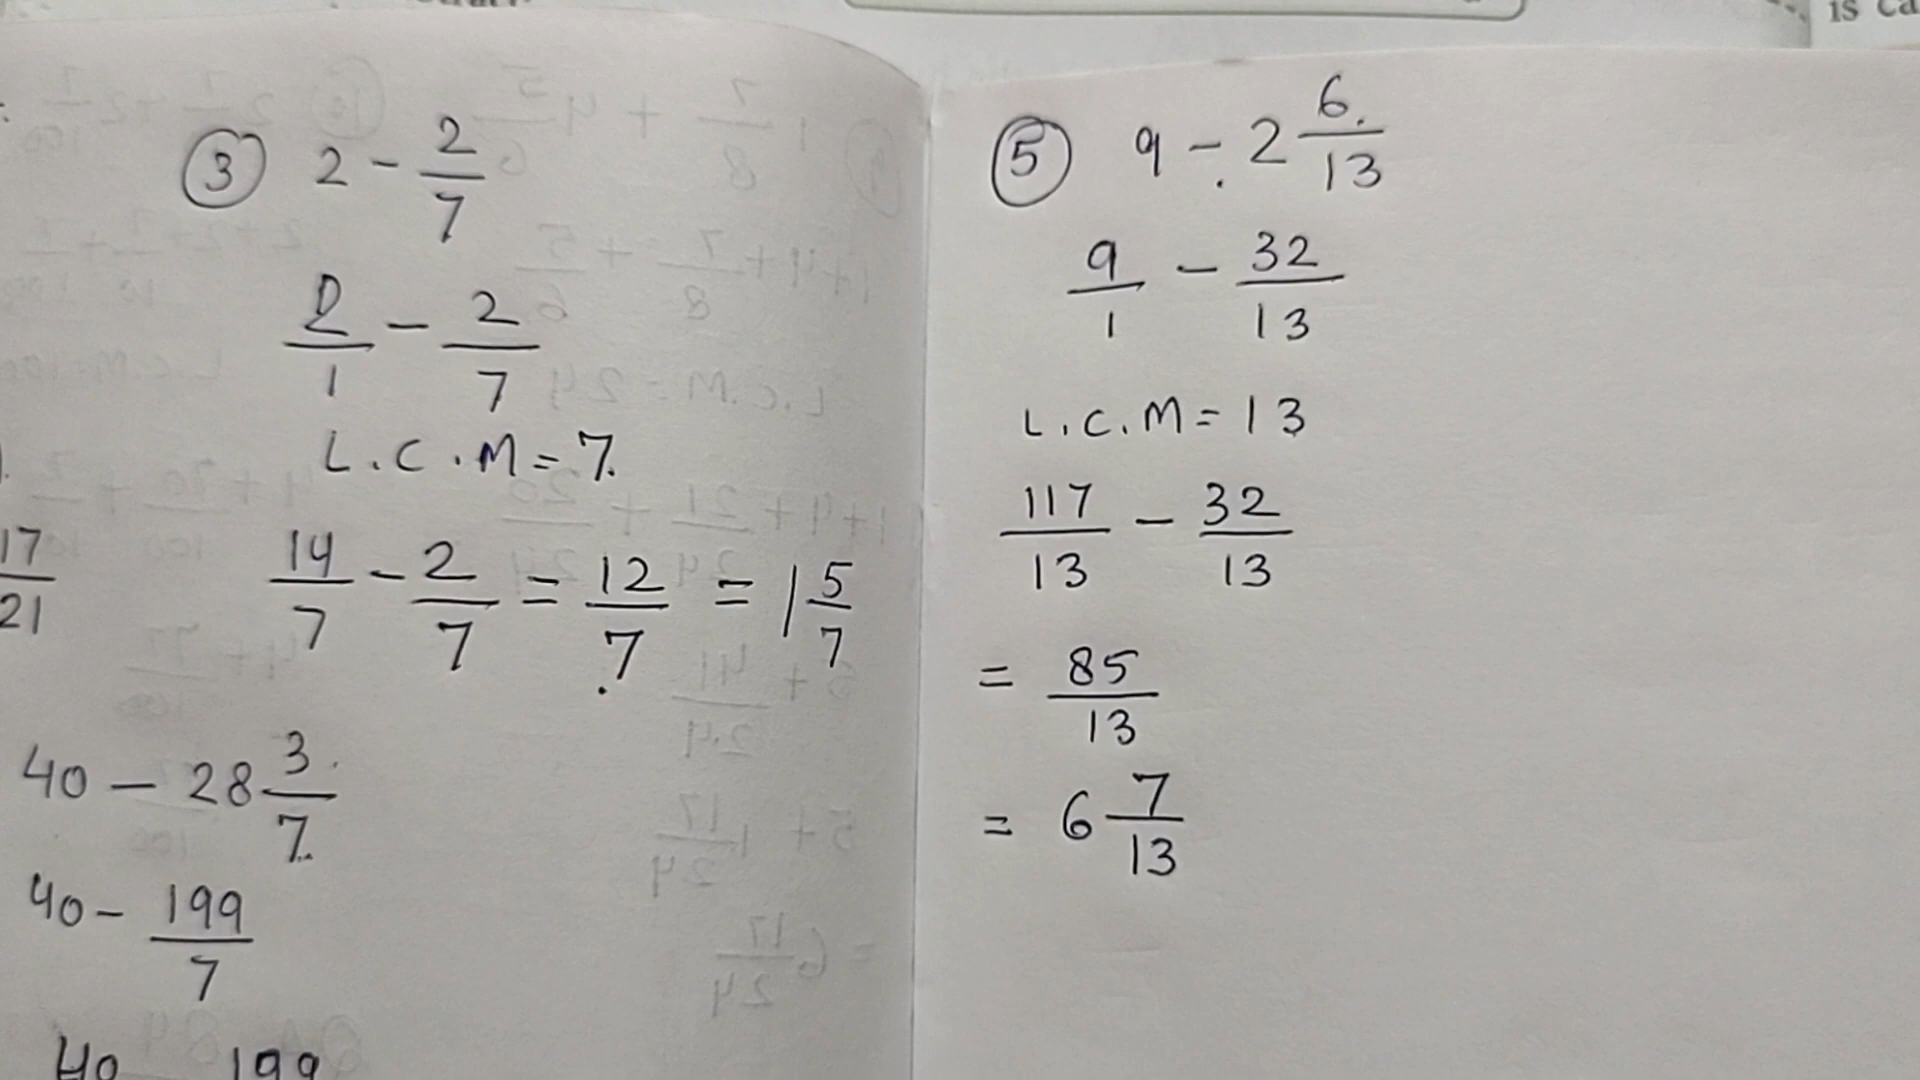 ③ 2 - 2/7
2/1 - 2/7
L.C.M = 7.
14/7 - 2/7 = 12/7 = 1 5/7
17/21
40 - 28 3/7
40 - 199/7
40 199
⑤ 9 - 2 6/13
9/1 - 32/13
L.C.M = 13
117/13 - 32/13
= 85/13
= 6 7/13